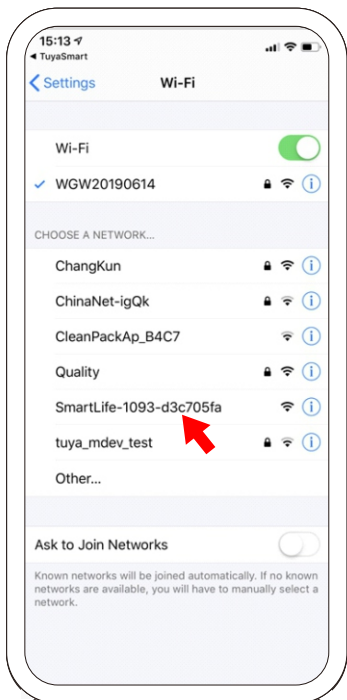 15:13
◀ TuyaSmart
Settings Wi-Fi
Wi-Fi
✓ WGW20190614
CHOOSE A NETWORK...
ChangKun
ChinaNet-igQk
CleanPackAp_B4C7
Quality
SmartLife-1093-d3c705fa
tuya_mdev_test
Other...
Ask to Join Networks
Known networks will be joined automatically. If no known
networks are available, you will have to manually select a
network.